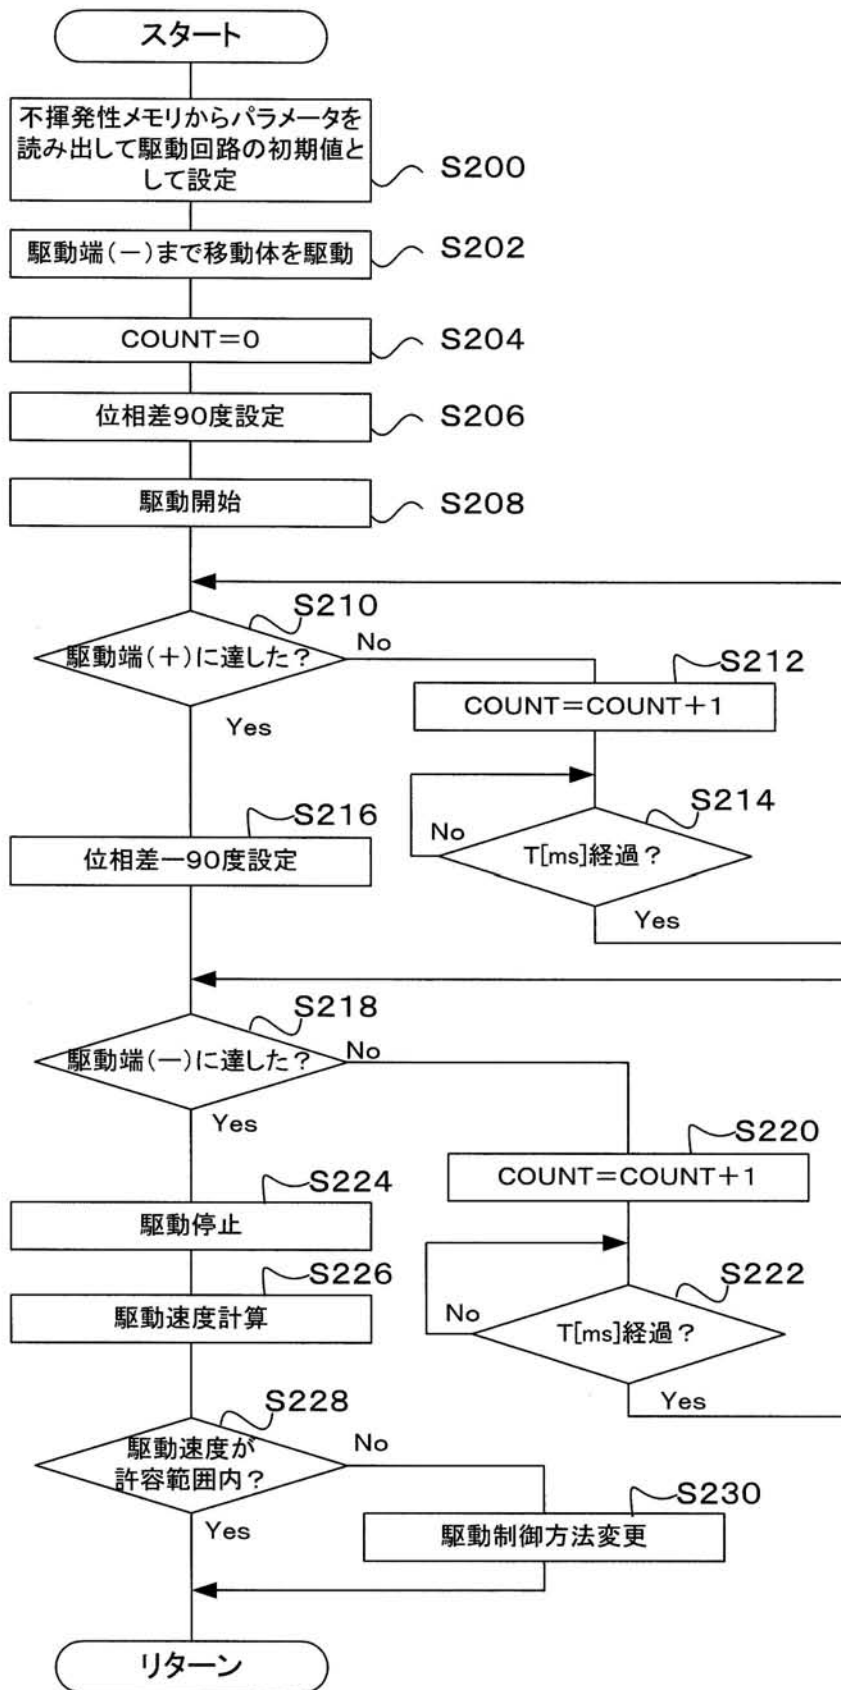 スタート
不揮発性メモリからパラメータを
読み出して駆動回路の初期値と
して設定
S200
駆動端(－)まで移動体を駆動
S202
COUNT=0
S204
位相差90度設定
S206
駆動開始
S208
S210
駆動端(＋)に達した？
No
Yes
S212
COUNT=COUNT+1
S214
No
T[ms]経過？
Yes
S216
位相差－90度設定
S218
駆動端(－)に達した？
No
Yes
S220
COUNT=COUNT+1
S222
No
T[ms]経過？
Yes
S224
駆動停止
S226
駆動速度計算
S228
駆動速度が
許容範囲内？
No
Yes
S230
駆動制御方法変更
リターン